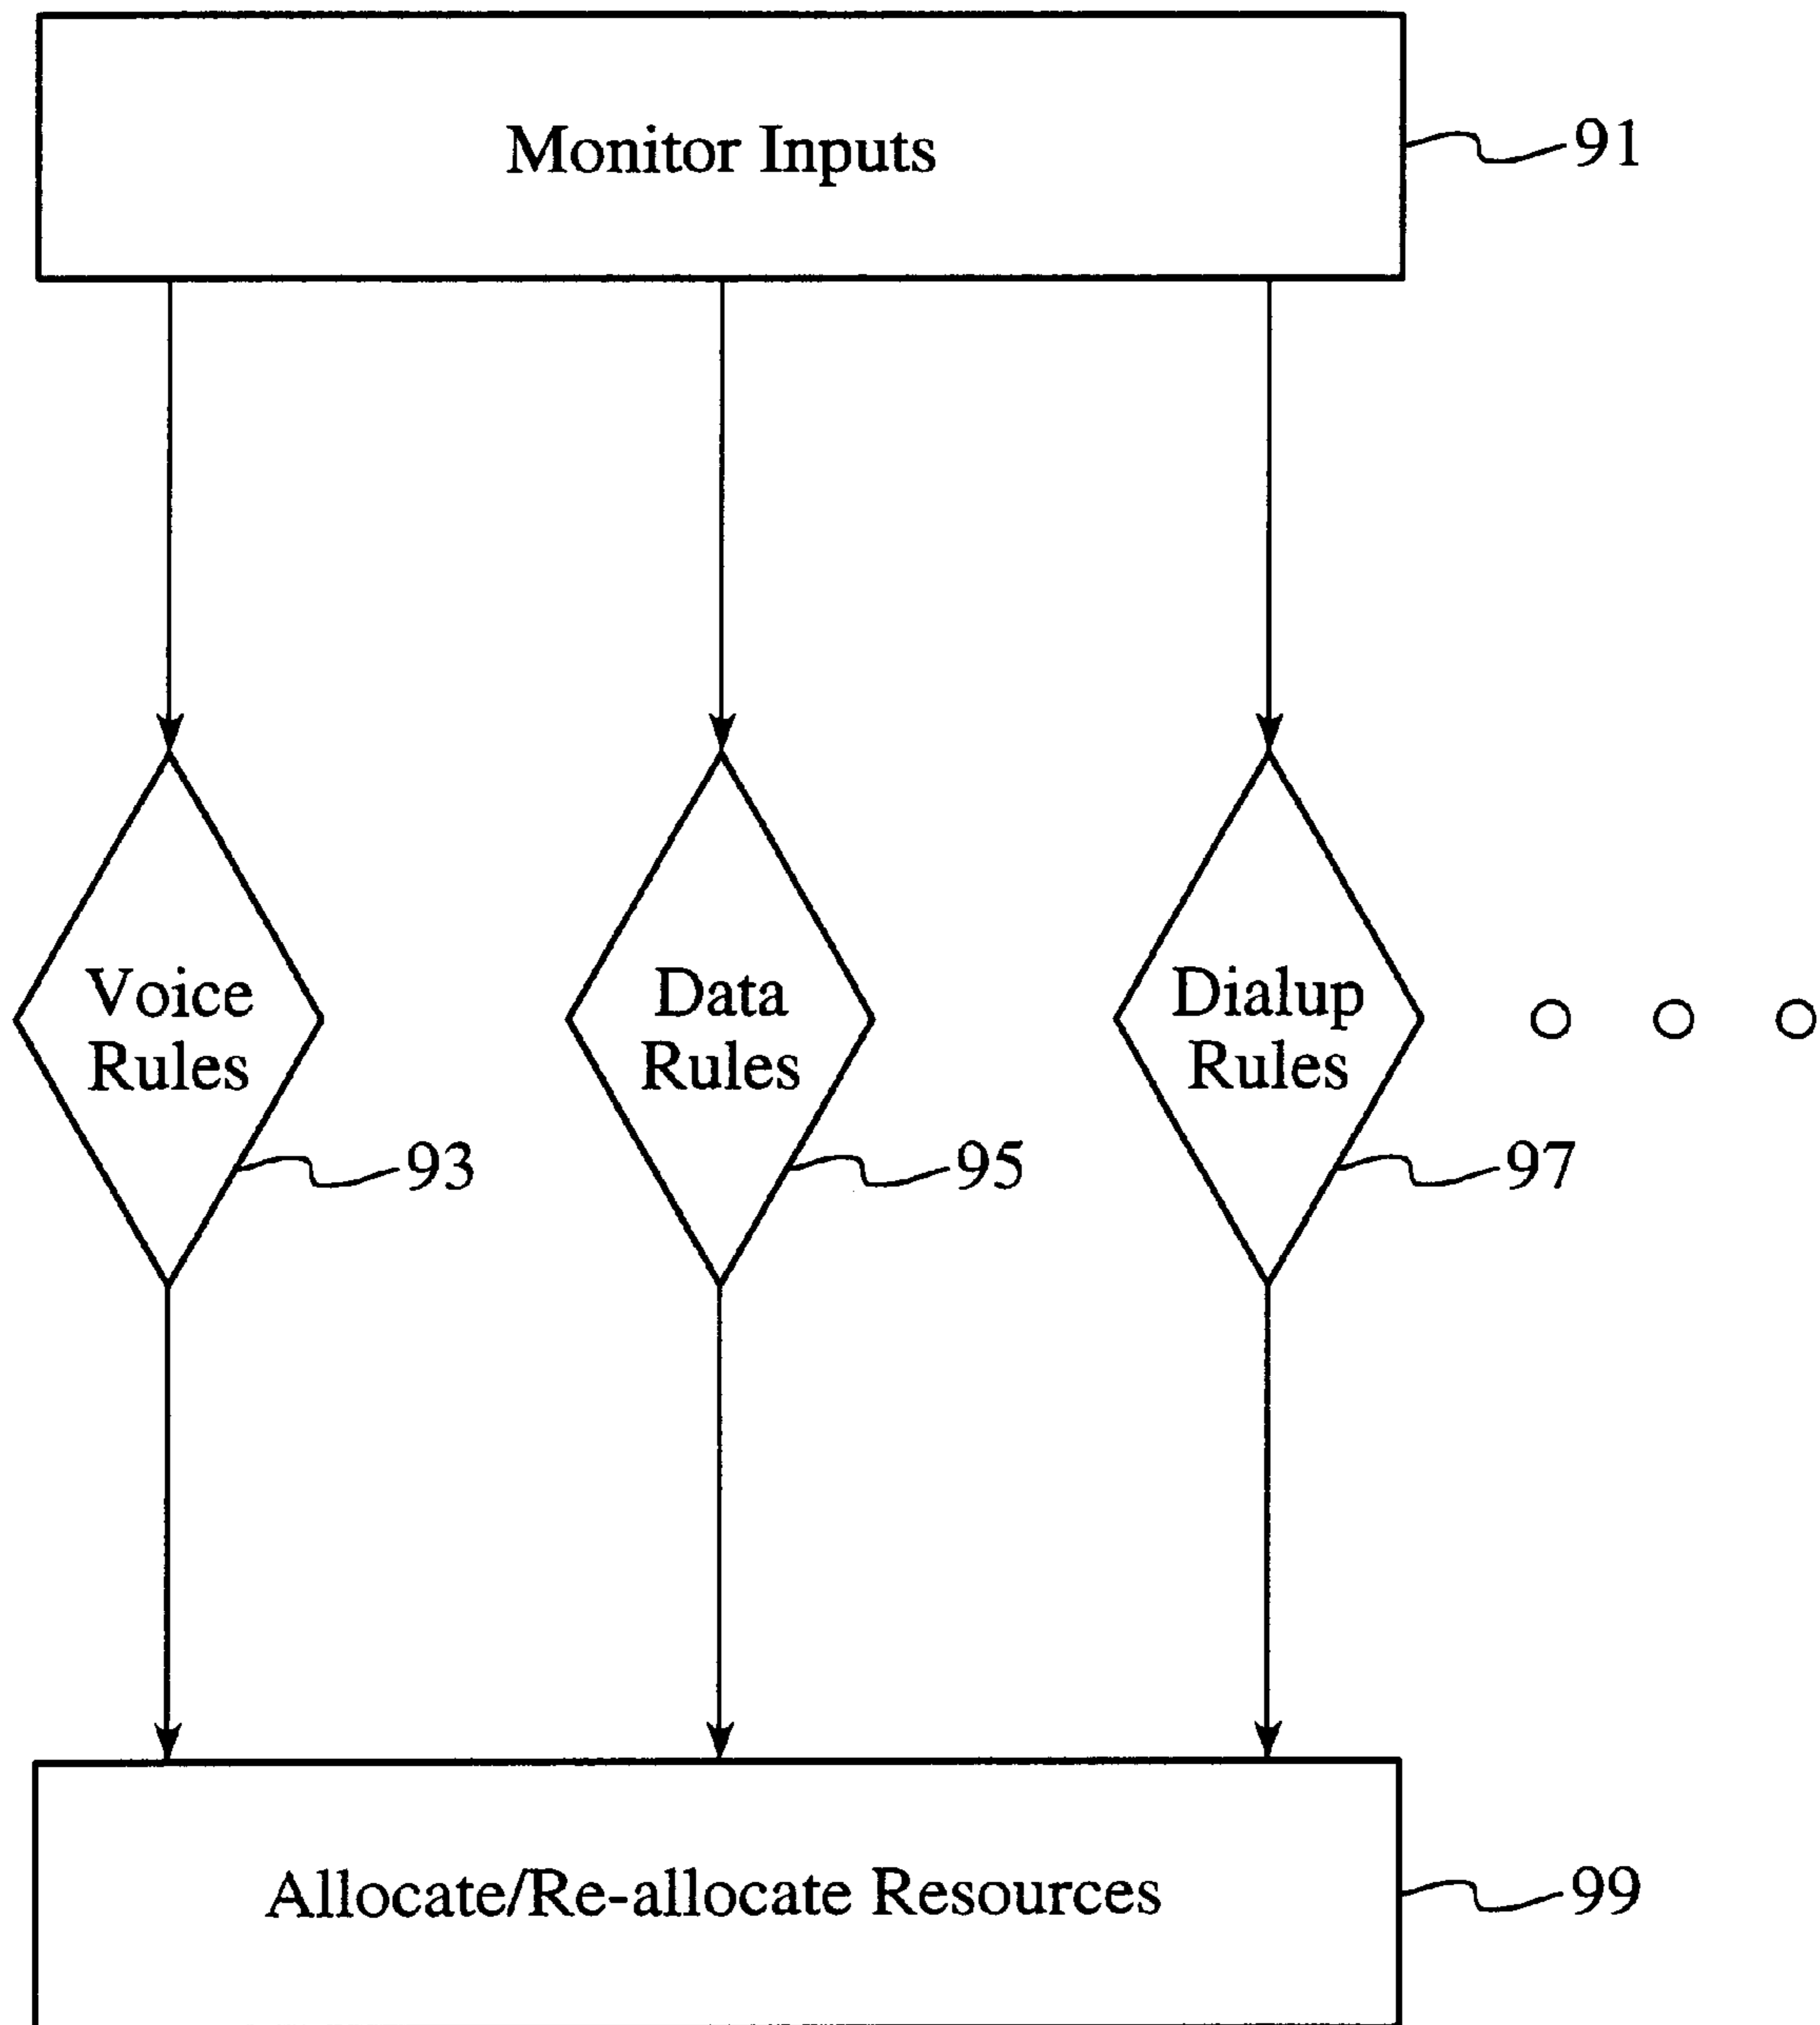 Monitor Inputs
91
Voice
Rules
Data
Rules
Dialup
Rules
93
95
97
Allocate/Re-allocate Resources
99